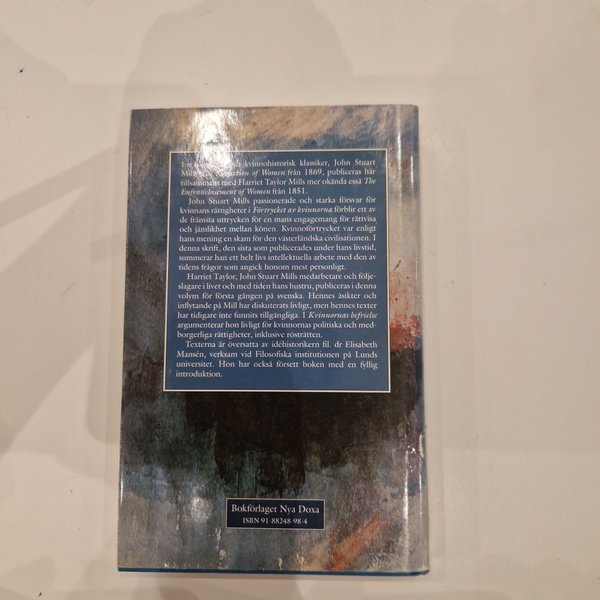 En kvinnohistorisk klassiker, John Stuart
Mills Subjection of Women från 1869, publiceras här
tillsammans med Harriet Taylor Mills mer okända essä The
Enfranchisement of Women från 1851.
John Stuart Mills passionerade och starka försvar för
kvinnans rättigheter i Förtrycket av kvinnorna förblir ett av
de främsta uttrycken för en mans engagemang för rättvisa
och jämlikhet mellan könen. Kvinnoförtrycket var enligt
hans mening en skam för den västerländska civilisationen. I
denna skrift, den sista som publicerades under hans livstid,
summerar han ett helt livs intellektuella arbete med den av
tidens frågor som angick honom mest personligt.
Harriet Taylor, John Stuart Mills medarbetare och följe-
slagare i livet och med tiden hans hustru, publiceras i denna
volym för första gången på svenska. Hennes åsikter och
inflytande på Mill har diskuterats livligt, men hennes texter
har tidigare inte funnits tillgängliga. I Kvinnornas befrielse
argumenterar hon livligt för kvinnornas politiska och med-
borgerliga rättigheter, inklusive rösträtten.
Texterna är översatta av idéhistorikern fil. dr Elisabeth
Mansén, verksam vid Filosofiska institutionen på Lunds
universitet. Hon har också försett boken med en fyllig
introduktion.
Bokförlaget Nya Doxa
ISBN 91-88248-98-4